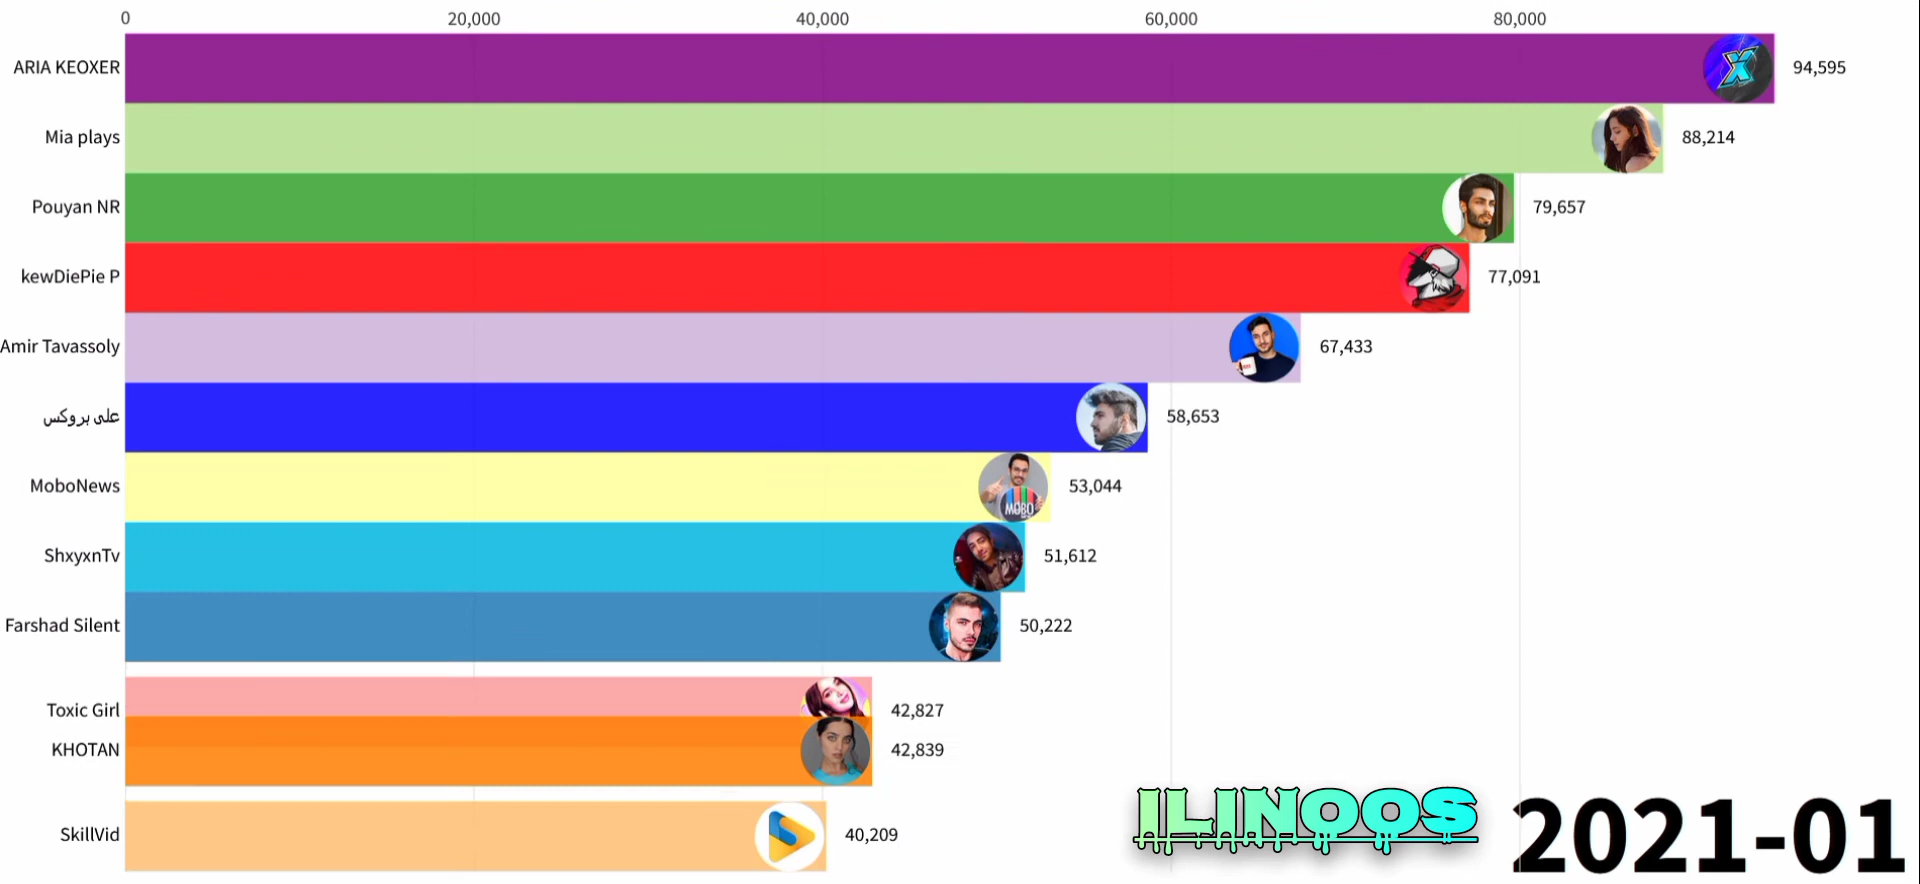 0 20,000 40,000 60,000 80,000
ARIA KEOXER 94,595
Mia plays 88,214
Pouyan NR 79,657
kewDiePie P 77,091
Amir Tavassoly 67,433
علی بروکس 58,653
MOBO
MoboNews 53,044
ShxyxnTv 51,612
Farshad Silent 50,222
Toxic Girl 42,827
KHOTAN 42,839
SkillVid 40,209
ILINOOS
2021-01